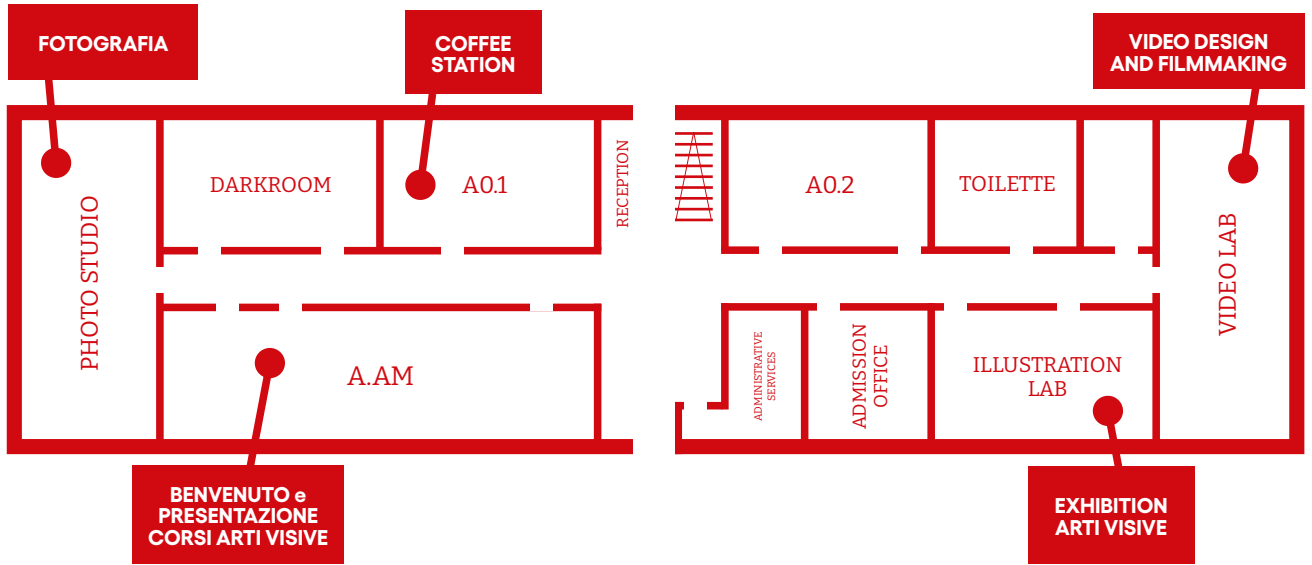 FOTOGRAFIA
COFFEE
STATION
VIDEO DESIGN
AND FILMMAKING
PHOTO STUDIO
DARKROOM
A0.1
RECEPTION
A0.2
TOILETTE
VIDEO LAB
A.AM
ADMINISTRATIVE
SERVICES
ADMISSION
OFFICE
ILLUSTRATION
LAB
BENVENUTO e
PRESENTAZIONE
CORSI ARTI VISIVE
EXHIBITION
ARTI VISIVE